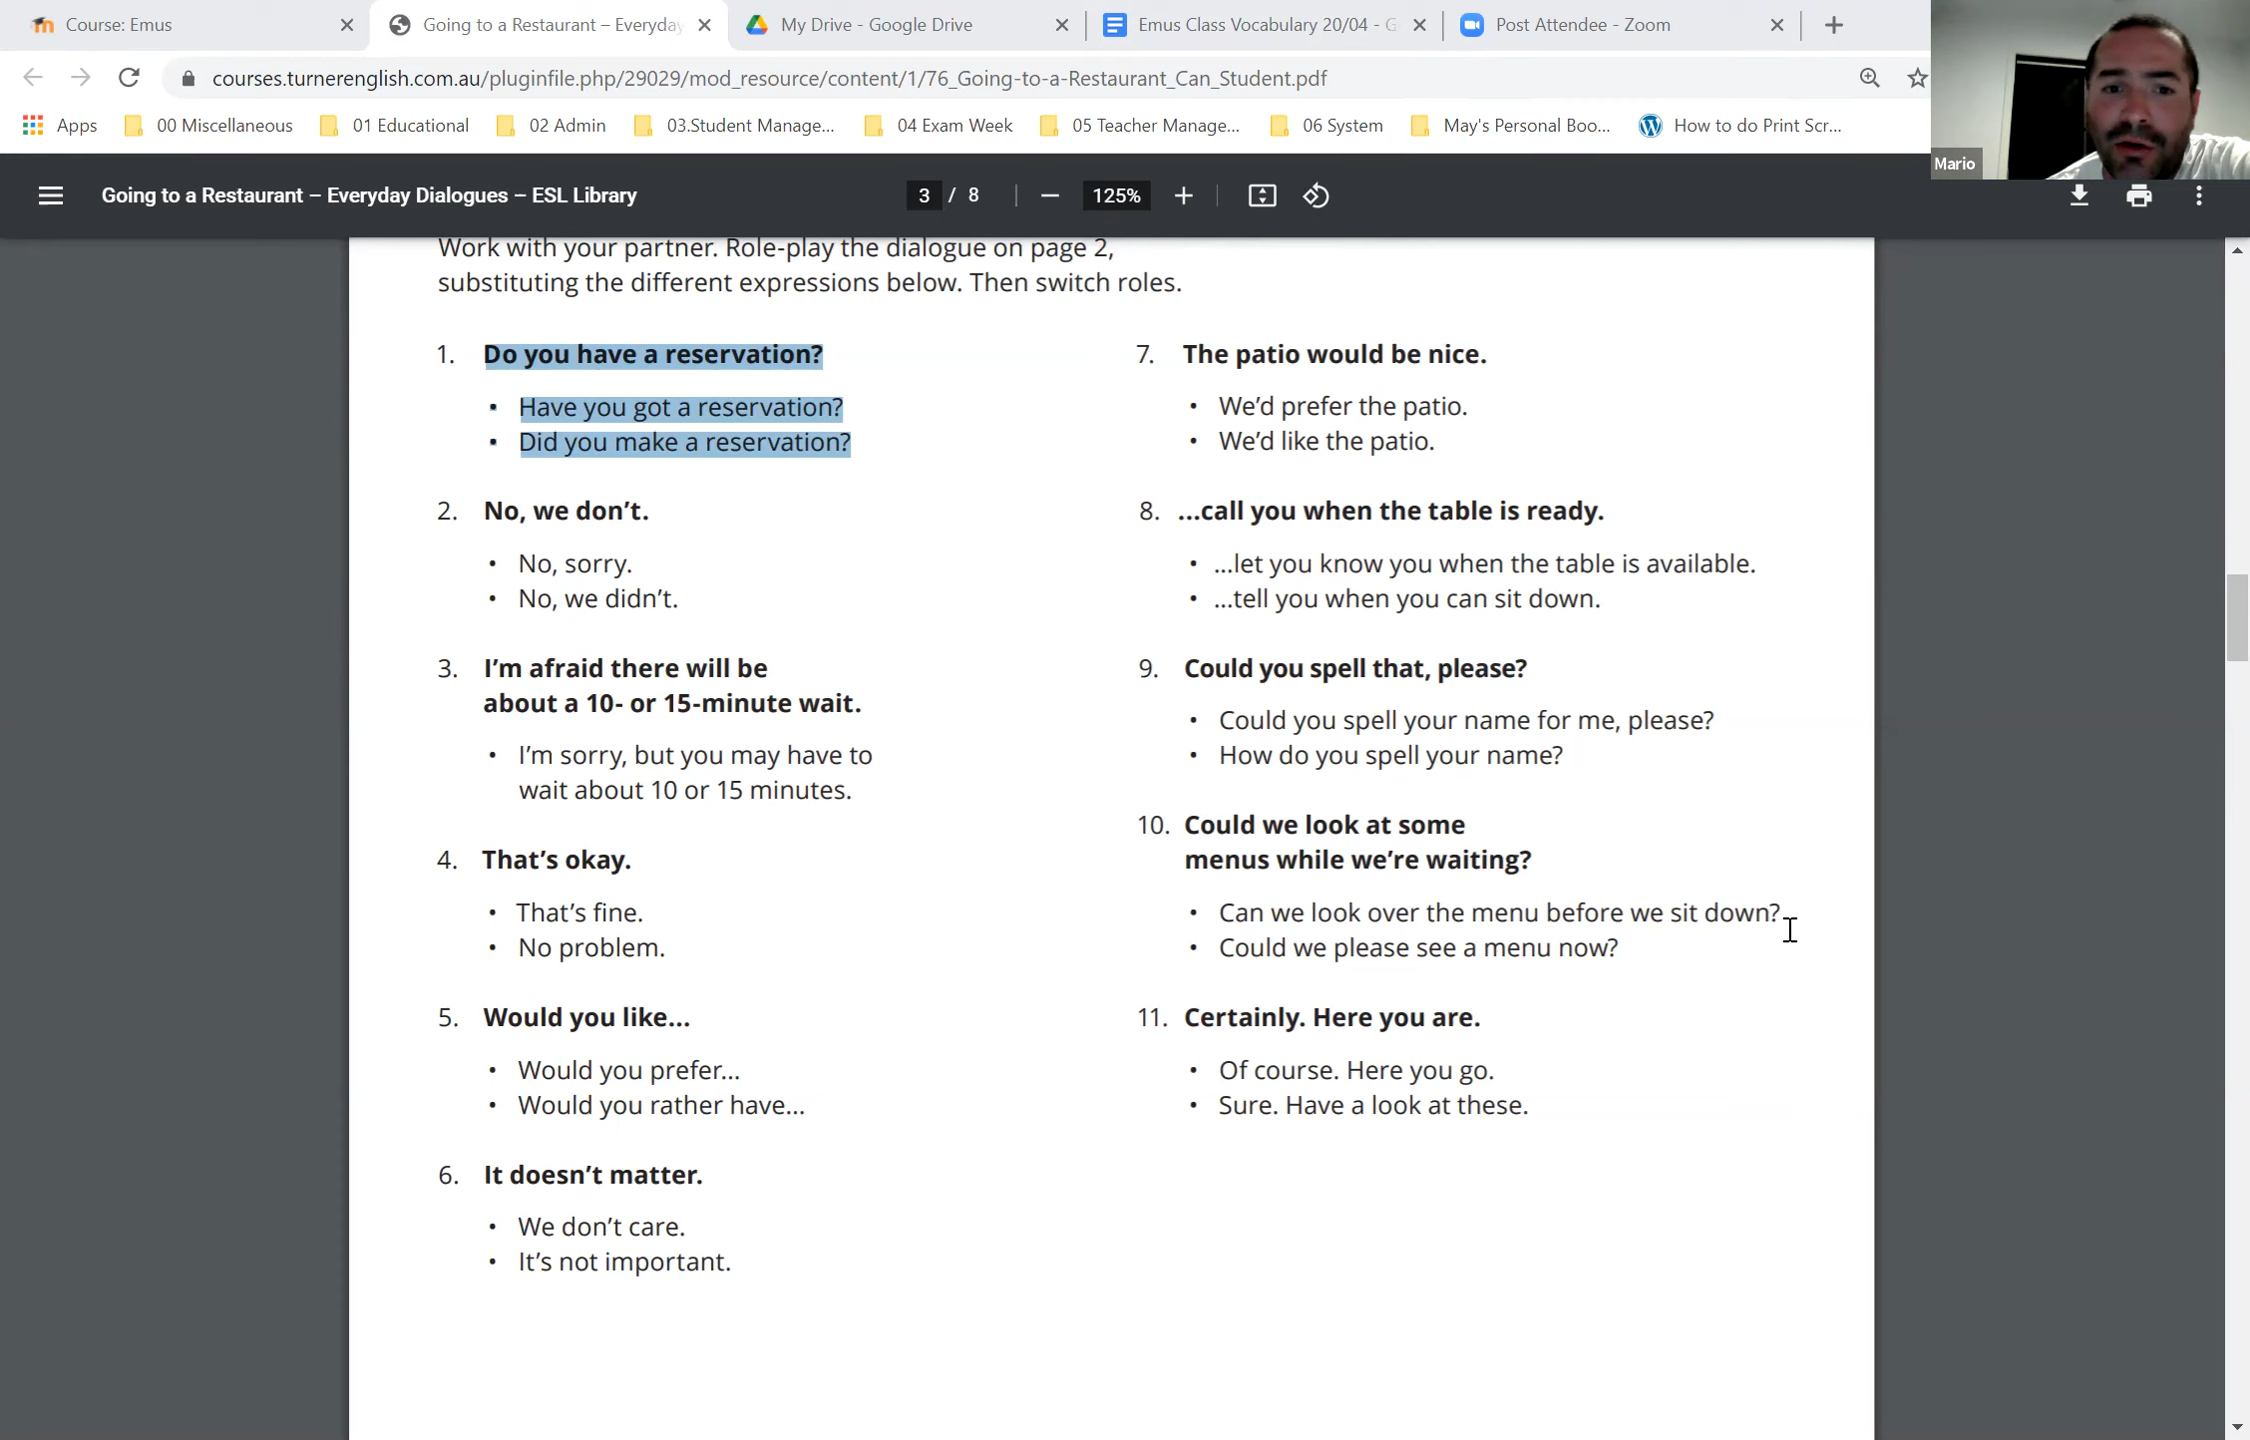 Course: Emus
Going to a Restaurant – Everyday
My Drive - Google Drive
Emus Class Vocabulary 20/04 - G
Post Attendee - Zoom
courses.turnerenglish.com.au/pluginfile.php/29029/mod_resource/content/1/76_Going-to-a-Restaurant_Can_Student.pdf
Apps
00 Miscellaneous
01 Educational
02 Admin
03.Student Manage...
04 Exam Week
05 Teacher Manage...
06 System
May's Personal Boo...
How to do Print Scr...
Mario
Going to a Restaurant – Everyday Dialogues – ESL Library
3 / 8
125%
Work with your partner. Role-play the dialogue on page 2,
substituting the different expressions below. Then switch roles.
1. Do you have a reservation?
• Have you got a reservation?
• Did you make a reservation?
2. No, we don’t.
• No, sorry.
• No, we didn’t.
3. I’m afraid there will be
about a 10- or 15-minute wait.
• I’m sorry, but you may have to
wait about 10 or 15 minutes.
4. That’s okay.
• That’s fine.
• No problem.
5. Would you like...
• Would you prefer...
• Would you rather have...
6. It doesn’t matter.
• We don’t care.
• It’s not important.
7. The patio would be nice.
• We’d prefer the patio.
• We’d like the patio.
8. ...call you when the table is ready.
• ...let you know you when the table is available.
• ...tell you when you can sit down.
9. Could you spell that, please?
• Could you spell your name for me, please?
• How do you spell your name?
10. Could we look at some
menus while we’re waiting?
• Can we look over the menu before we sit down?
• Could we please see a menu now?
11. Certainly. Here you are.
• Of course. Here you go.
• Sure. Have a look at these.